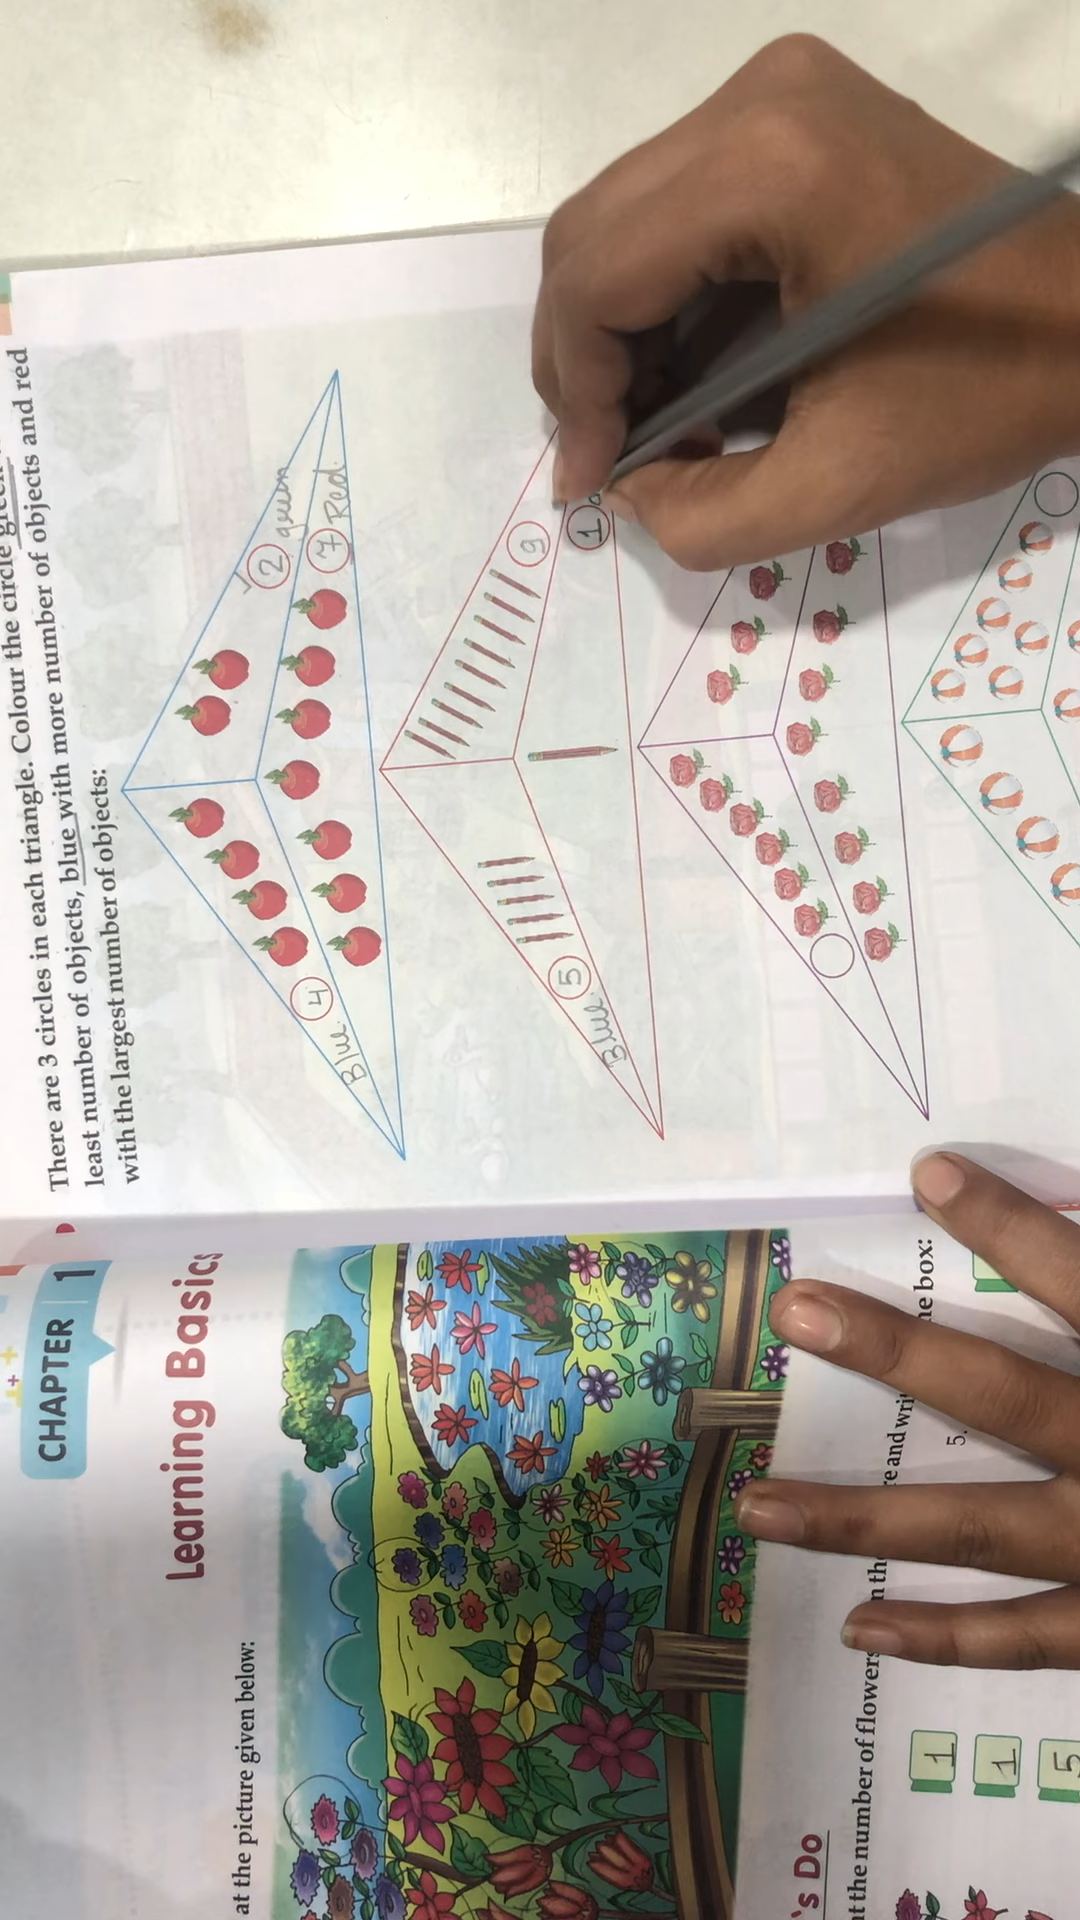 CHAPTER 1
Learning Basics
at the picture given below:
's Do
the number of flowers
he box:
5.
1
1
5
There are 3 circles in each triangle. Colour the circle green
least number of objects, blue with more number of objects and red
with the largest number of objects:
2 green
7 Red.
Blue. 4
9
1
Blue. 5